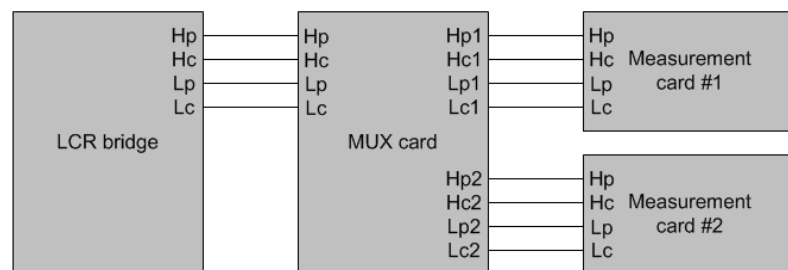 Hp
Hc
Lp
Lc
LCR bridge
Hp
Hc
Lp
Lc
MUX card
Hp1
Hc1
Lp1
Lc1
Hp2
Hc2
Lp2
Lc2
Hp
Hc
Lp
Lc
Measurement
card #1
Hp
Hc
Lp
Lc
Measurement
card #2